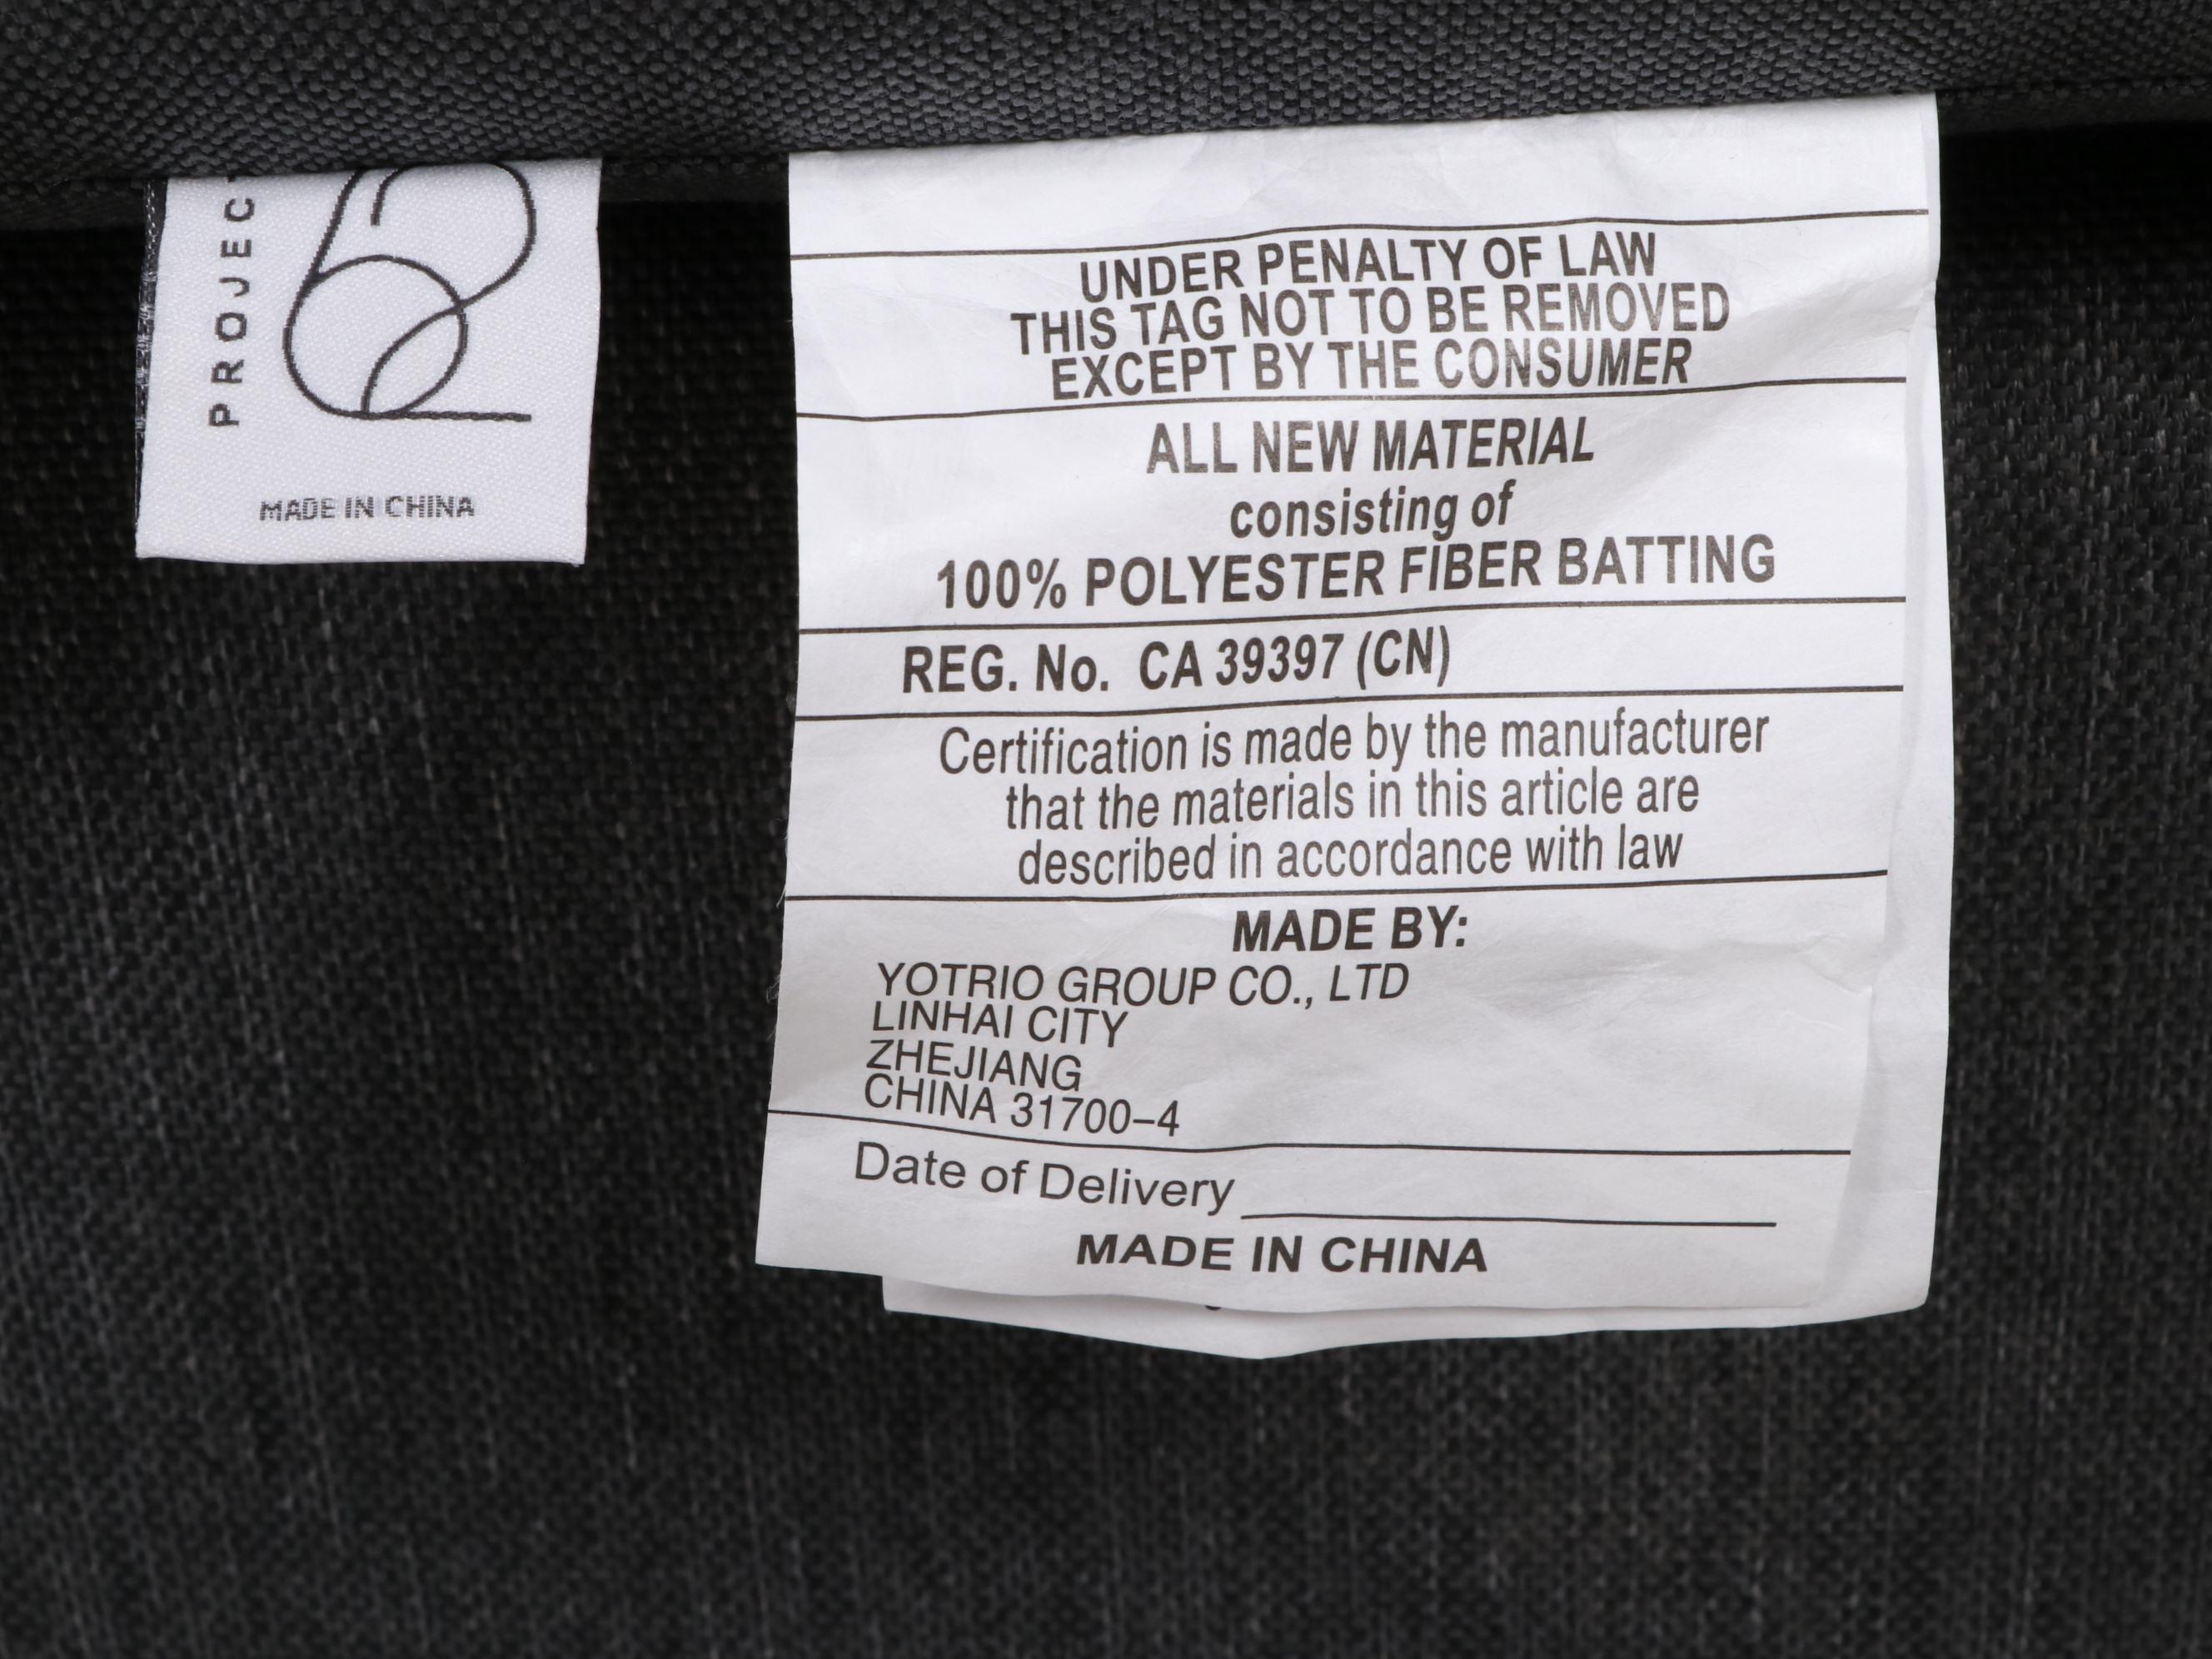 PROJECT
62
MADE IN CHINA
UNDER PENALTY OF LAW
THIS TAG NOT TO BE REMOVED
EXCEPT BY THE CONSUMER
ALL NEW MATERIAL
consisting of
100% POLYESTER FIBER BATTING
REG. No. CA 39397 (CN)
Certification is made by the manufacturer
that the materials in this article are
described in accordance with law
MADE BY:
YOTRIO GROUP CO., LTD
LINHAI CITY
ZHEJIANG
CHINA 31700–4
Date of Delivery
MADE IN CHINA